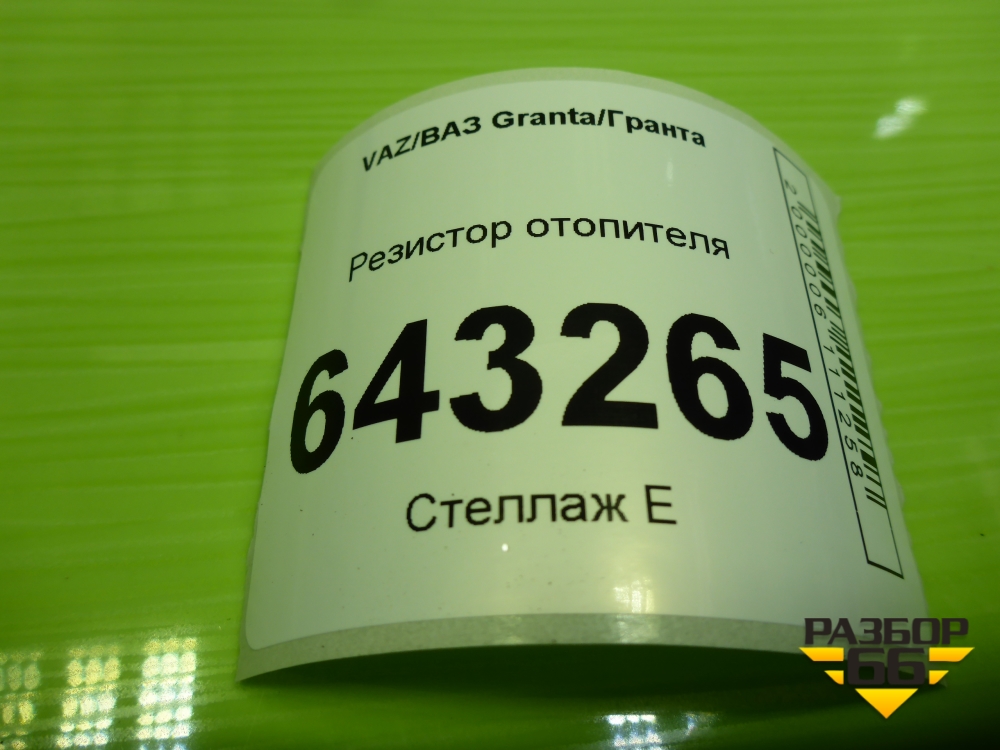 VAZ/ВАЗ Granta/Гранта
Резистор отопителя
643265
Стеллаж Е
2000006111258
РАЗБОР
66